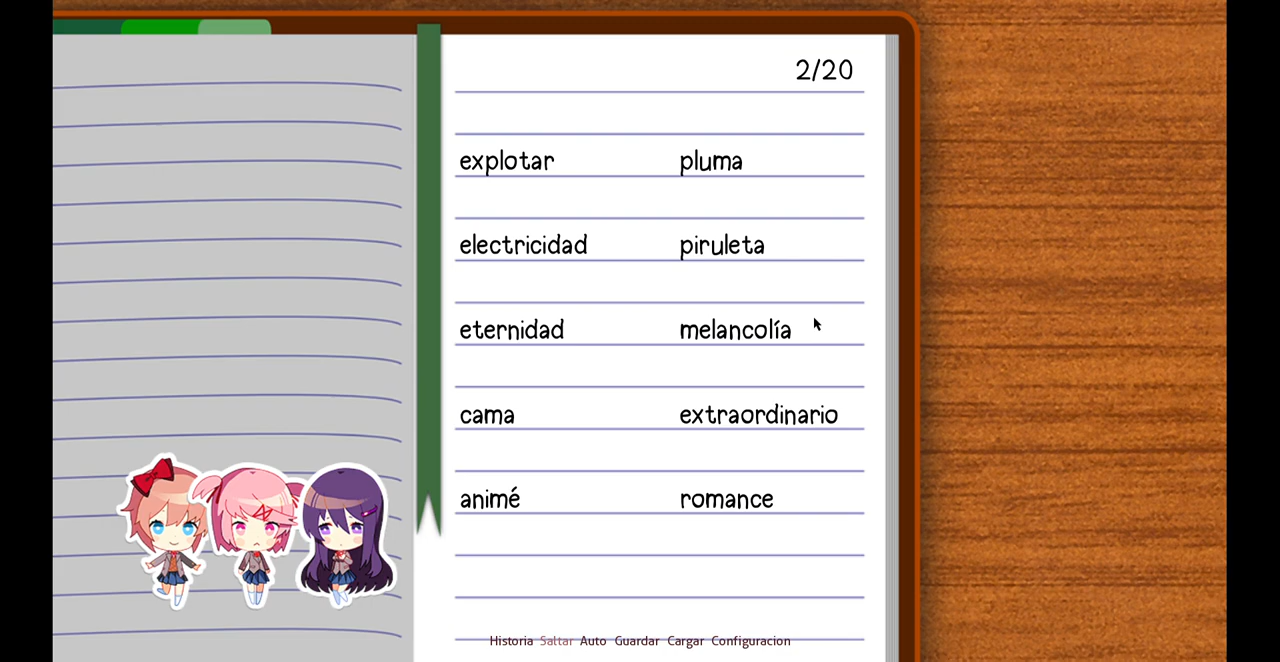 2/20
explotar pluma
electricidad piruleta
eternidad melancolía
cama extraordinario
animé romance
Historia Saltar Auto Guardar Cargar Configuracion